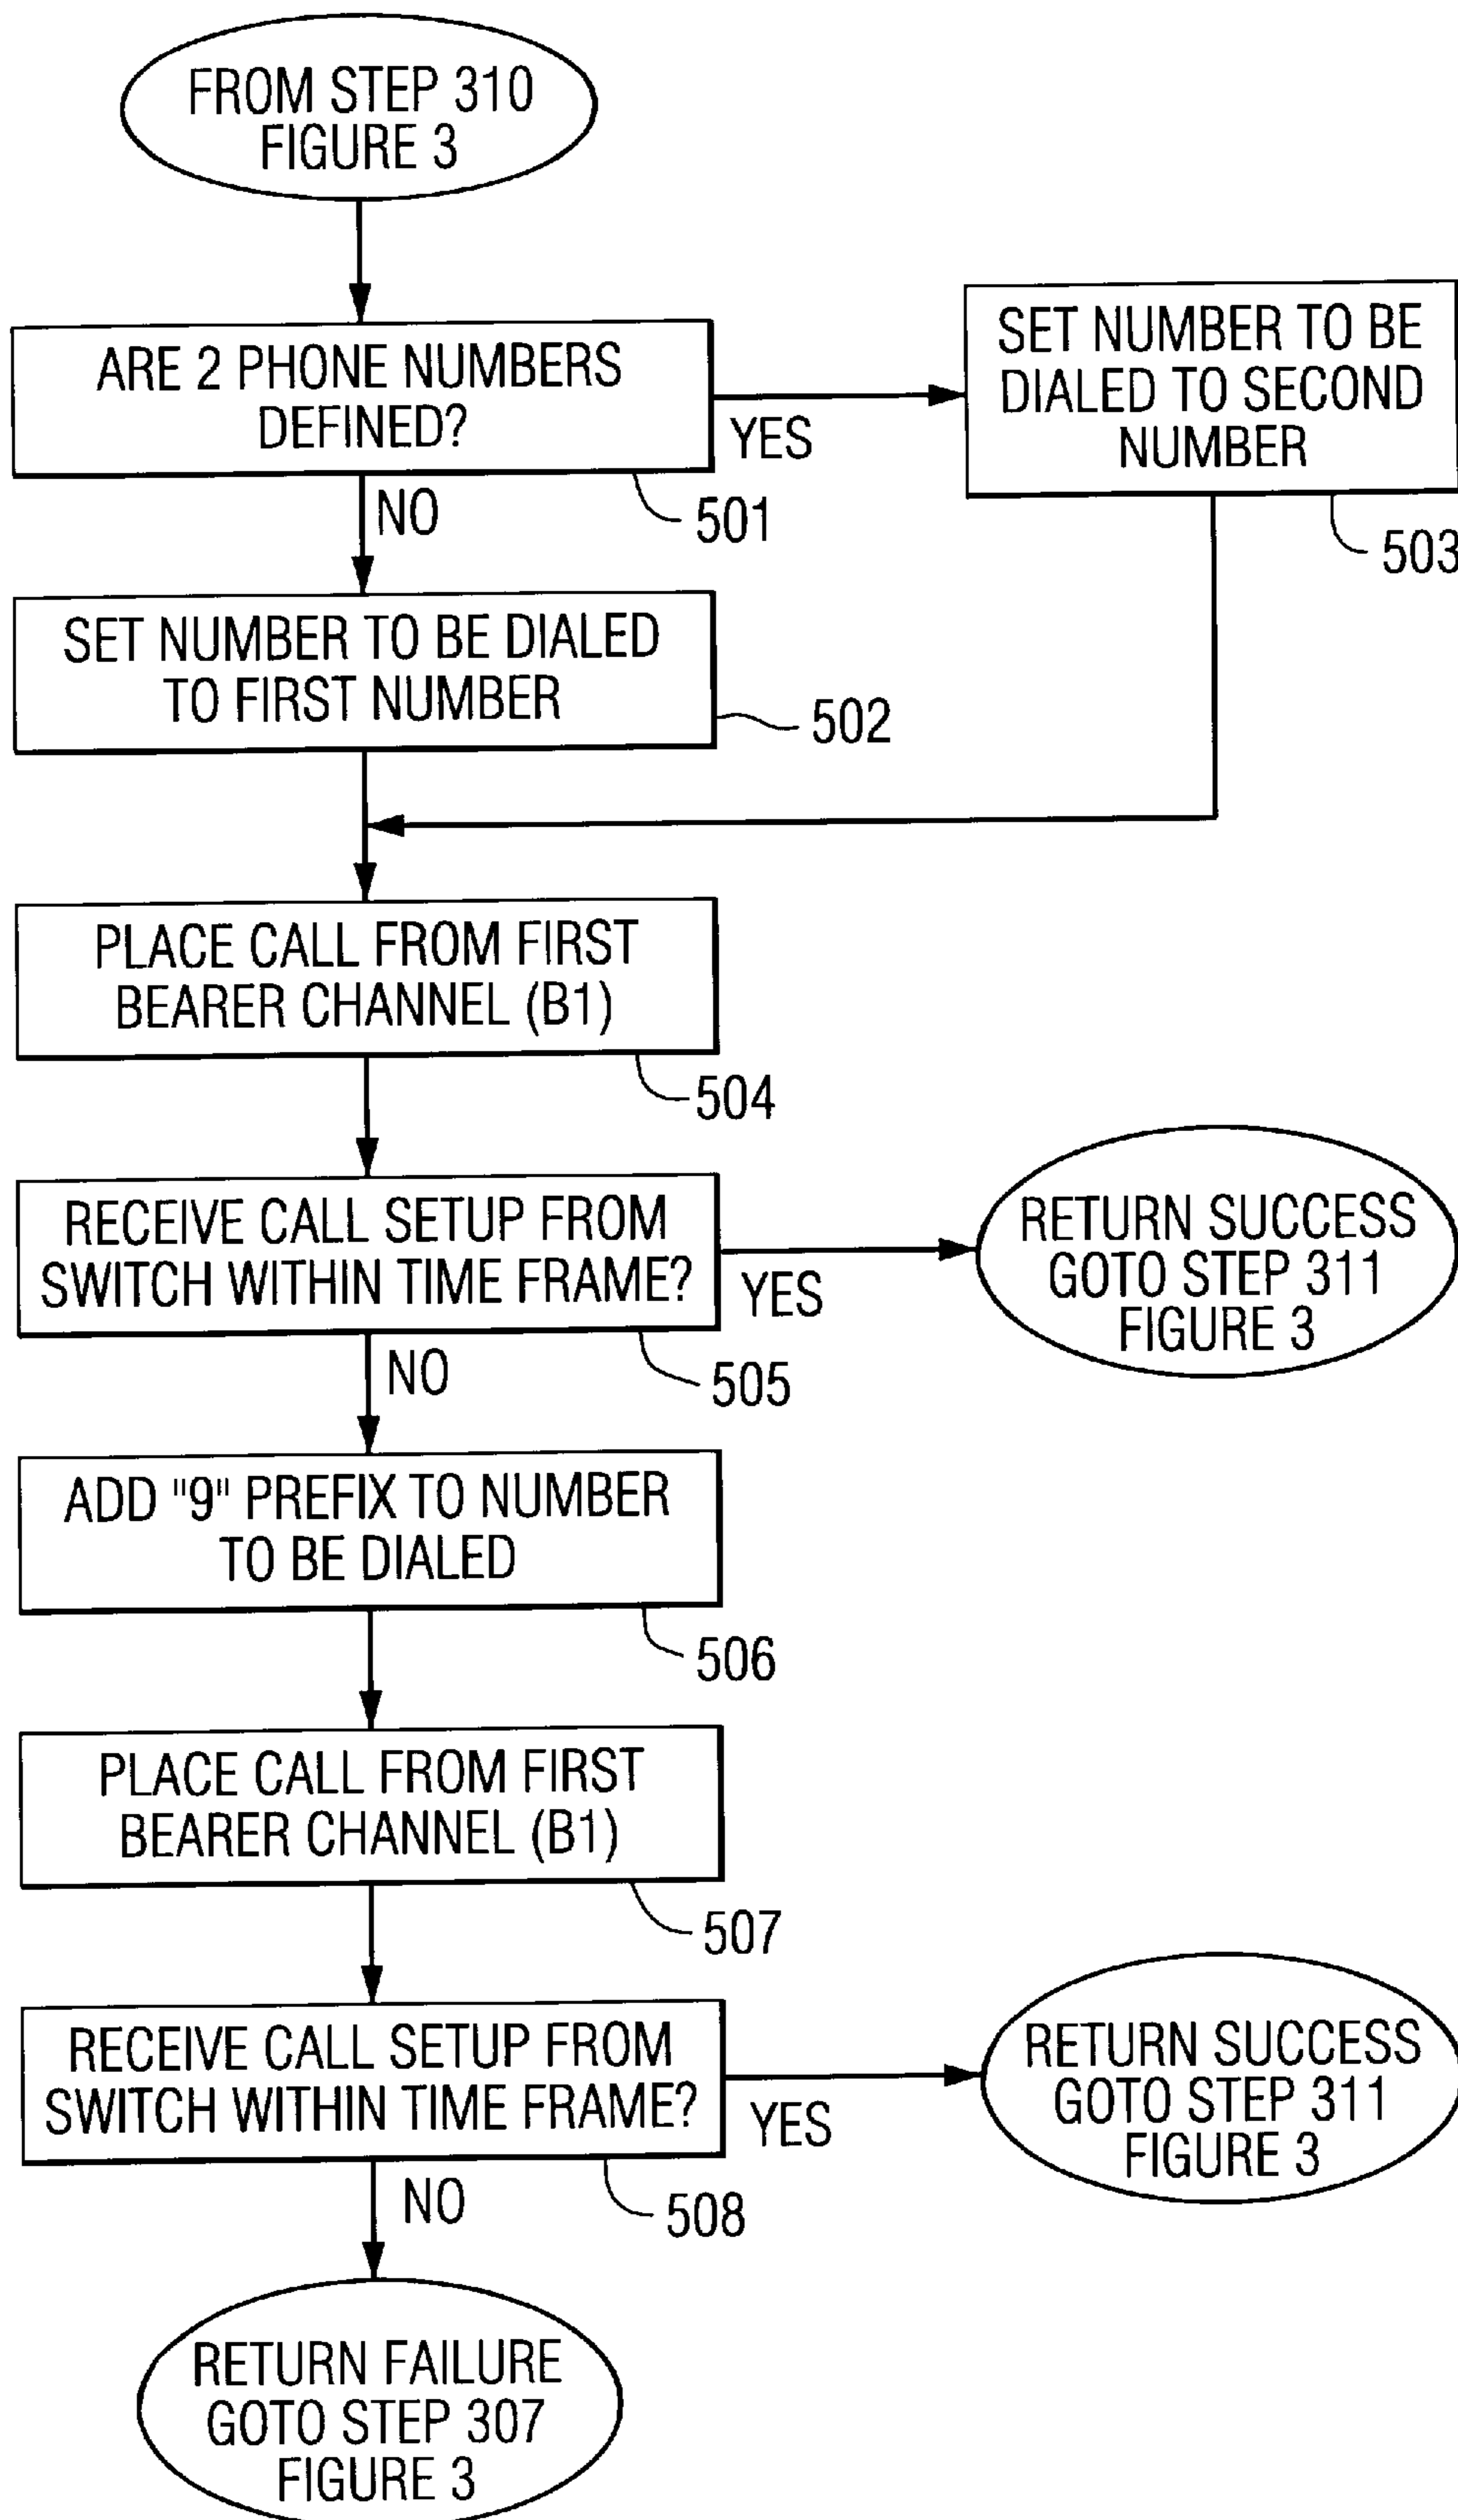 FROM STEP 310
FIGURE 3
ARE 2 PHONE NUMBERS
DEFINED?
YES
NO
501
SET NUMBER TO BE
DIALED TO SECOND
NUMBER
503
SET NUMBER TO BE DIALED
TO FIRST NUMBER
502
PLACE CALL FROM FIRST
BEARER CHANNEL (B1)
504
RECEIVE CALL SETUP FROM
SWITCH WITHIN TIME FRAME?
YES
NO
505
RETURN SUCCESS
GOTO STEP 311
FIGURE 3
ADD "9" PREFIX TO NUMBER
TO BE DIALED
506
PLACE CALL FROM FIRST
BEARER CHANNEL (B1)
507
RECEIVE CALL SETUP FROM
SWITCH WITHIN TIME FRAME?
YES
NO
508
RETURN SUCCESS
GOTO STEP 311
FIGURE 3
RETURN FAILURE
GOTO STEP 307
FIGURE 3